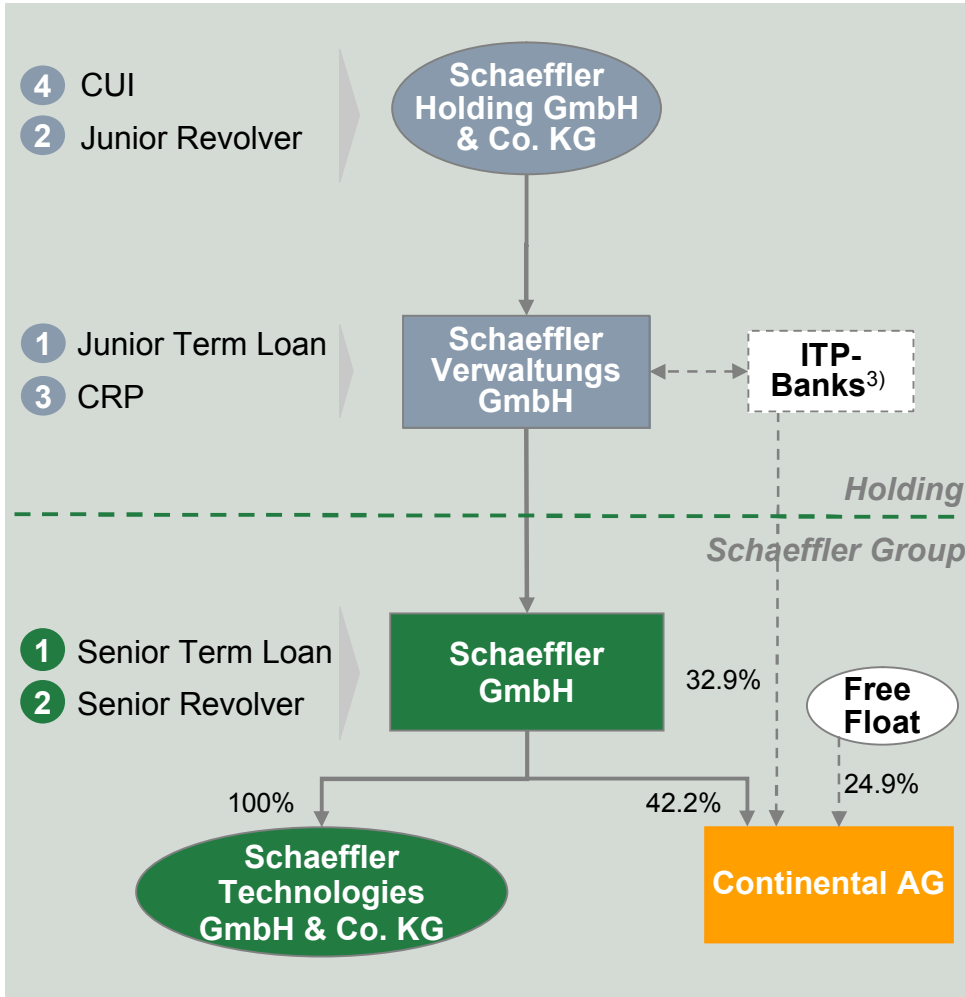 4 CUI
2 Junior Revolver
Schaeffler
Holding GmbH
& Co. KG
1 Junior Term Loan
3 CRP
Schaeffler
Verwaltungs
GmbH
ITP-
Banks3)
Holding
Schaeffler Group
1 Senior Term Loan
2 Senior Revolver
Schaeffler
GmbH
32.9%
Free
Float
100%
42.2%
24.9%
Schaeffler
Technologies
GmbH & Co. KG
Continental AG